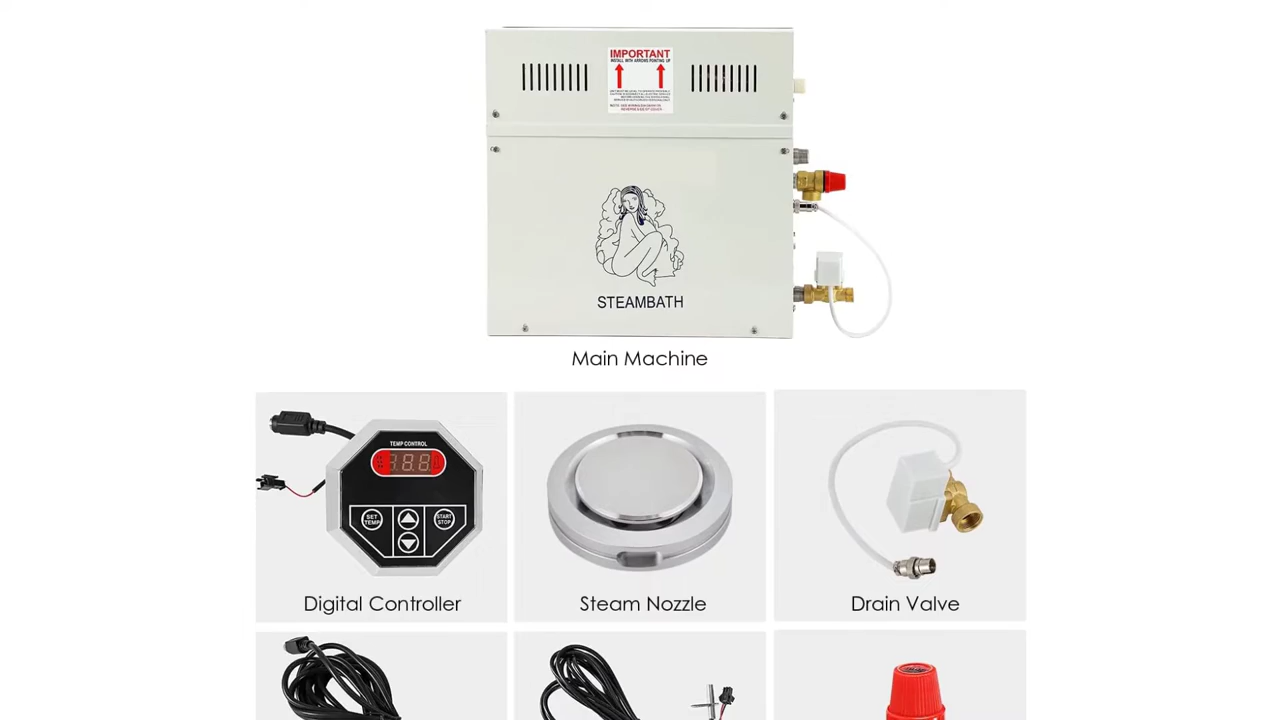 IMPORTANT
INSTALL WITH ARROWS POINTING UP
STEAMBATH
Main Machine
TEMP CONTROL
SET
TEMP
START
STOP
Digital Controller
Steam Nozzle
Drain Valve